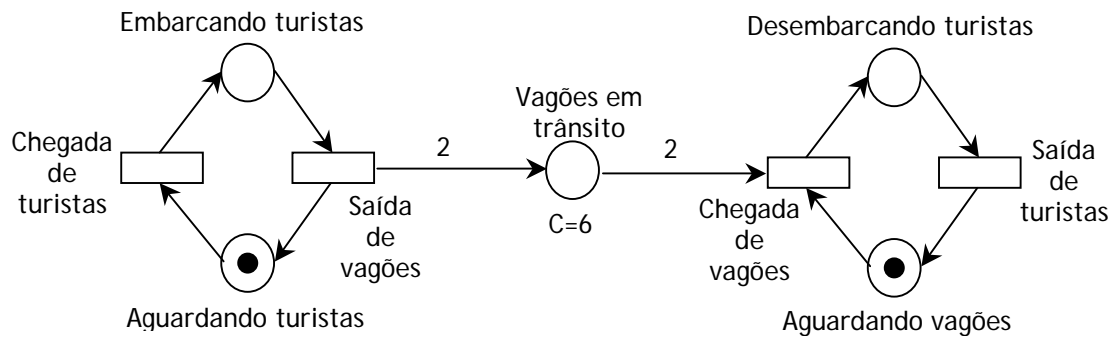 Embarcando turistas
Desembarcando turistas
Vagões em
trânsito
Chegada
de
turistas
2
2
Saída
de
turistas
Saída
de
vagões
C=6
Chegada
de
vagões
Aguardando turistas
Aguardando vagões